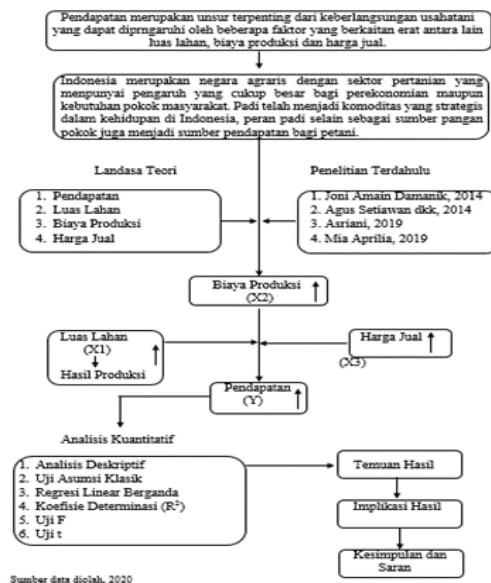 Pendapatan merupakan unsur terpenting dari keberlangsungan usahatani
yang dapat diprngaruhi oleh beberapa faktor yang berkaitan erat antara lain
luas lahan, biaya produksi dan harga jual.
Indonesia merupakan negara agraris dengan sektor pertanian yang
menpunyai pengaruh yang cukup besar bagi perekonomian maupun
kebutuhan pokok masyarakat. Padi telah menjadi komoditas yang strategis
dalam kehidupan di Indonesia, peran padi selain sebagai sumber pangan
pokok juga menjadi sumber pendapatan bagi petani.
Landasa Teori
1. Pendapatan
2. Luas Lahan
3. Biaya Produksi
4. Harga Jual
Penelitian Terdahulu
1. Joni Amain Damanik, 2014
2. Agus Setiawan dkk, 2014
3. Asriani, 2019
4. Mia Aprilia, 2019
Biaya Produksi
(X2)
Luas Lahan
(X1)
Hasil Produksi
Harga Jual
(X3)
Pendapatan
(Y)
Analisis Kuantitatif
1. Analisis Deskriptif
2. Uji Asumsi Klasik
3. Regresi Linear Berganda
4. Koefisie Determinasi (R²)
5. Uji F
6. Uji t
Temuan Hasil
Implikasi Hasil
Kesimpulan dan
Saran
Sumber data diolah, 2020